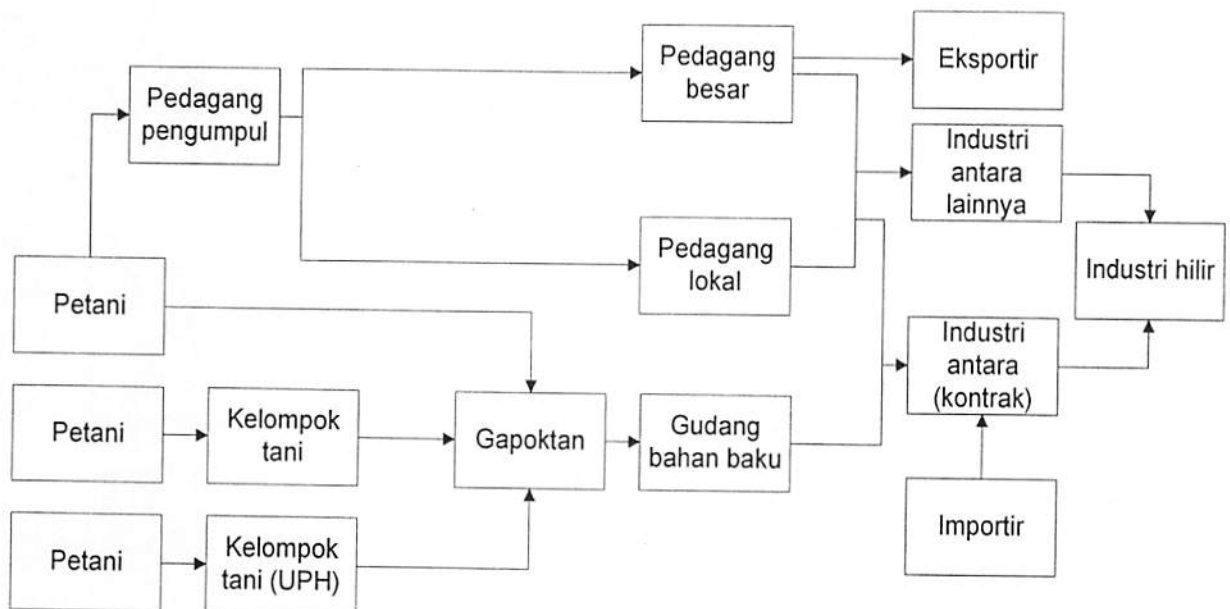 Pedagang
besar
Eksportir
Pedagang
pengumpul
Industri
antara
lainnya
Pedagang
lokal
Industri hilir
Petani
Industri
antara
(kontrak)
Petani
Kelompok
tani
Gapoktan
Gudang
bahan baku
Importir
Petani
Kelompok
tani (UPH)